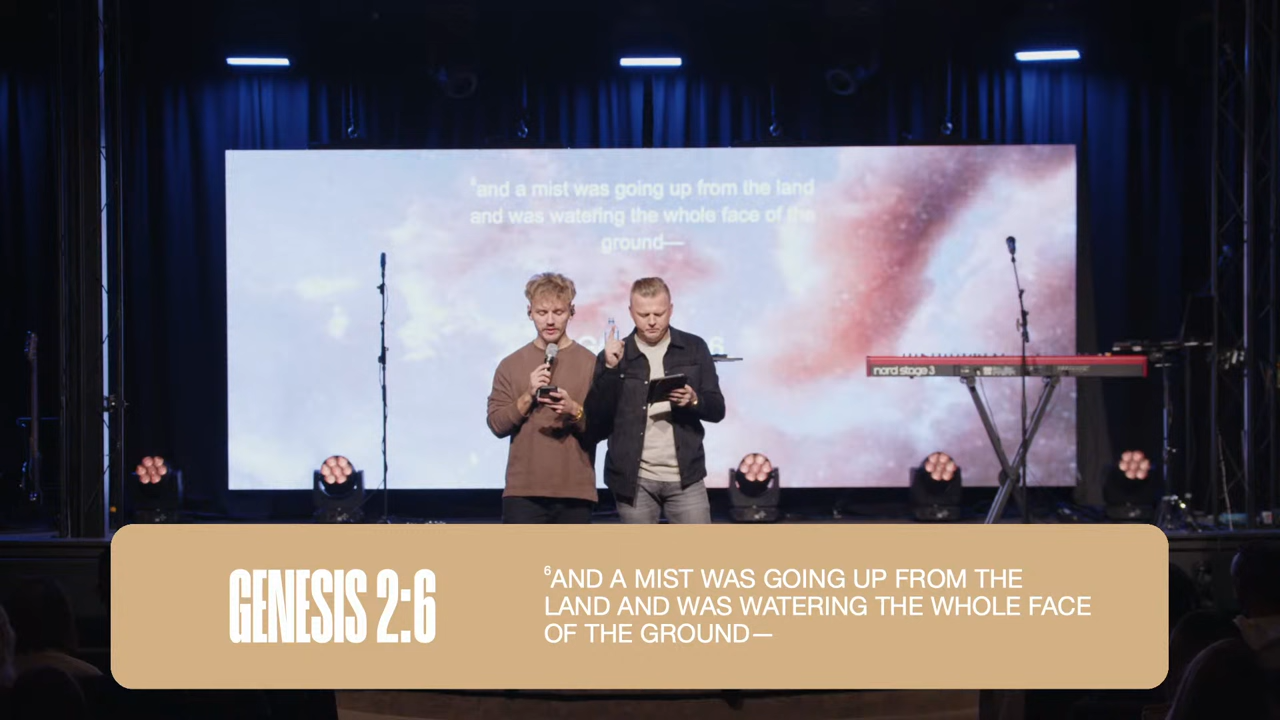 ⁶and a mist was going up from the land
and was watering the whole face of the
ground—
nord stage 3
GENESIS 2:6
⁶AND A MIST WAS GOING UP FROM THE
LAND AND WAS WATERING THE WHOLE FACE
OF THE GROUND—